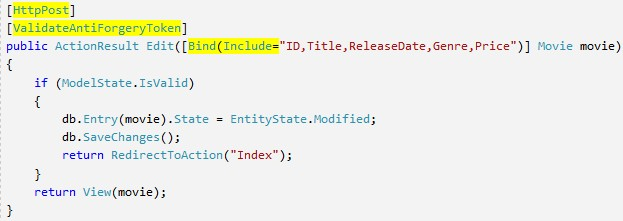 [HttpPost]
[ValidateAntiForgeryToken]
public ActionResult Edit([Bind(Include="ID,Title,ReleaseDate,Genre,Price")] Movie movie)
{
    if (ModelState.IsValid)
    {
        db.Entry(movie).State = EntityState.Modified;
        db.SaveChanges();
        return RedirectToAction("Index");
    }
    return View(movie);
}